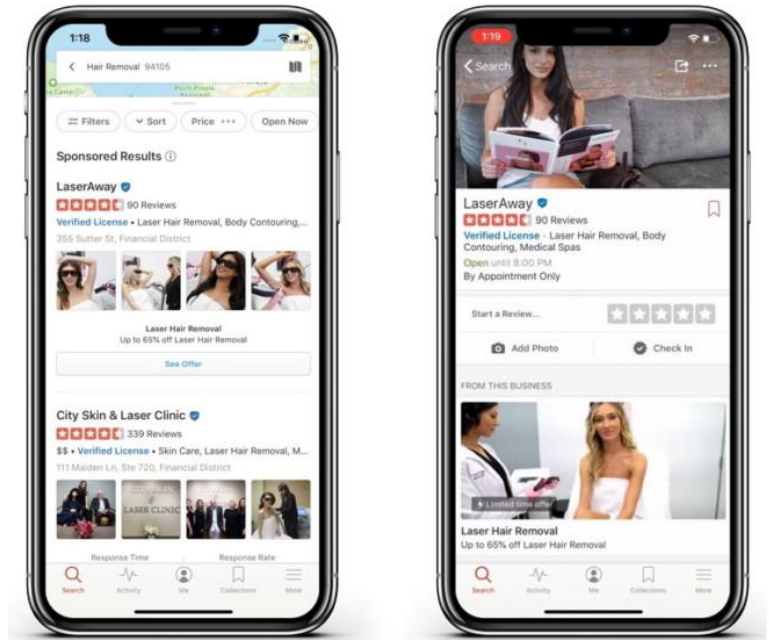 1:18
Hair Removal 94105
Point Pinole
Regional
Filters
Sort
Price
Open Now
Sponsored Results
LaserAway
90 Reviews
Verified License • Laser Hair Removal, Body Contouring,...
355 Sutter St, Financial District
Laser Hair Removal
Up to 65% off Laser Hair Removal
See Offer
City Skin & Laser Clinic
339 Reviews
$$ • Verified License • Skin Care, Laser Hair Removal, M...
111 Maiden Ln, Ste 720, Financial District
LASER CLINIC
Response Time
Response Rate
Search
Activity
Me
Collections
More
1:19
Search
LaserAway
90 Reviews
Verified License - Laser Hair Removal, Body
Contouring, Medical Spas
Open until 8:00 PM
By Appointment Only
Start a Review...
Add Photo
Check In
FROM THIS BUSINESS
Limited time offer
Laser Hair Removal
Up to 65% off Laser Hair Removal
Search
Activity
Me
Collections
More